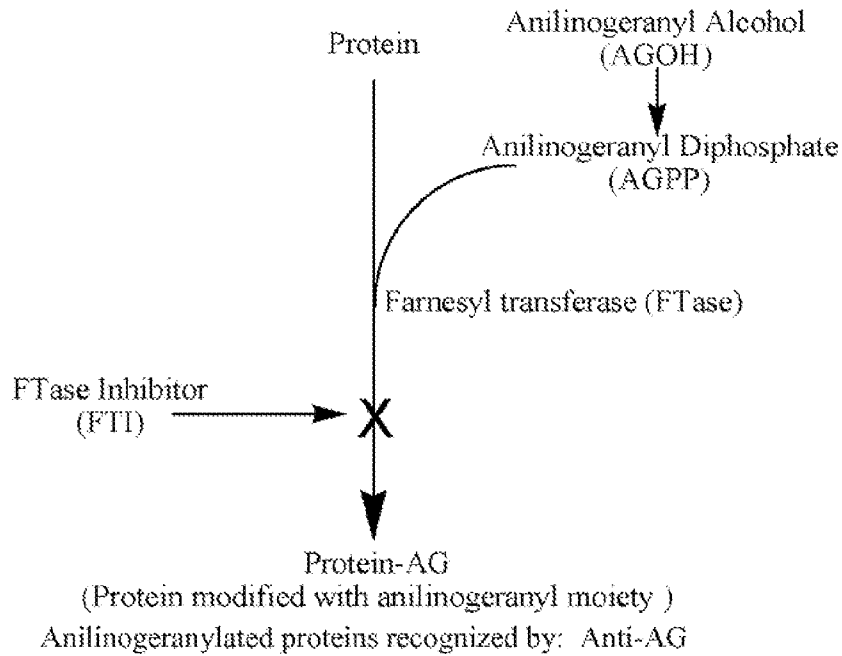 Anilinogeranyl Alcohol
Protein
(AGOH)
Anilinogeranyl Diphosphate
(AGPP)
Farnesyl transferase (FTase)
FTase Inhibitor
(FTI)
X
Protein-AG
(Protein modified with anilinogeranyl moiety )
Anilinogeranylated proteins recognized by: Anti-AG